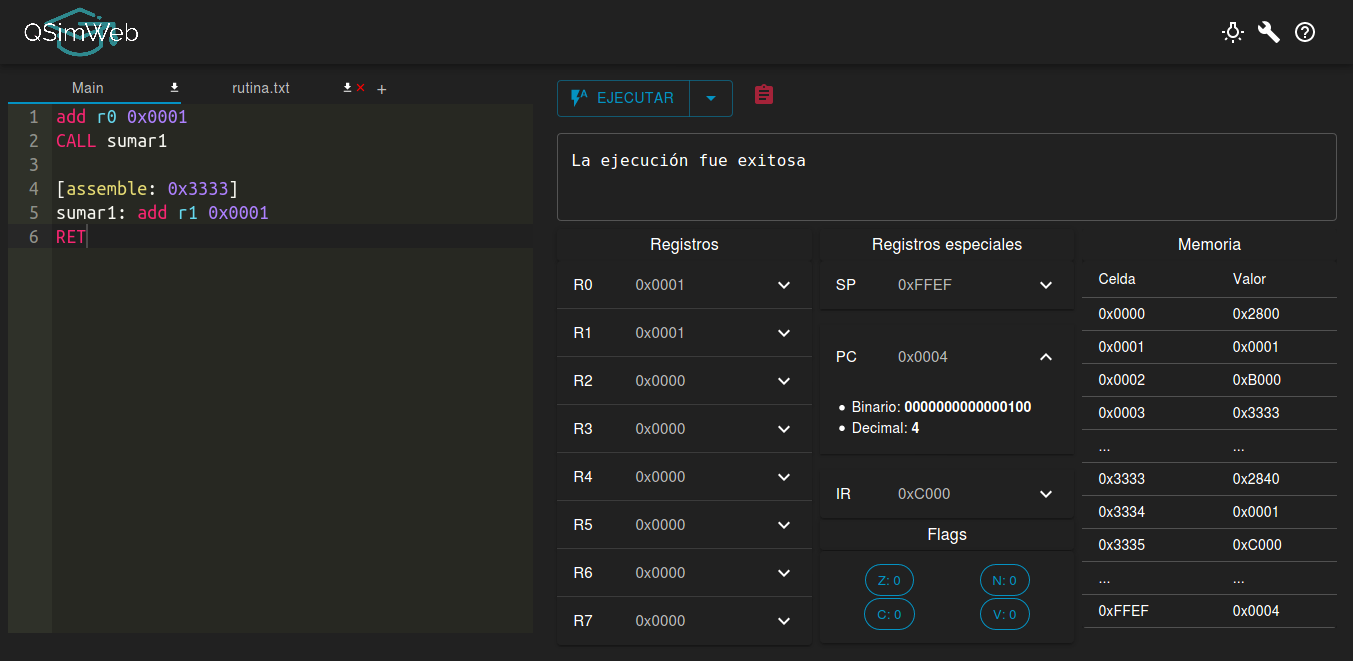 QSimWeb
Main
rutina.txt
+
1 add r0 0x0001
2 CALL sumar1
3
4 [assemble: 0x3333]
5 sumar1: add r1 0x0001
6 RET
EJECUTAR
La ejecución fue exitosa
Registros
R0 0x0001
R1 0x0001
R2 0x0000
R3 0x0000
R4 0x0000
R5 0x0000
R6 0x0000
R7 0x0000
Registros especiales
SP 0xFFEF
PC 0x0004
• Binario: 0000000000000100
• Decimal: 4
IR 0xC000
Flags
Z: 0 N: 0
C: 0 V: 0
Memoria
Celda Valor
0x0000 0x2800
0x0001 0x0001
0x0002 0xB000
0x0003 0x3333
... ...
0x3333 0x2840
0x3334 0x0001
0x3335 0xC000
... ...
0xFFEF 0x0004